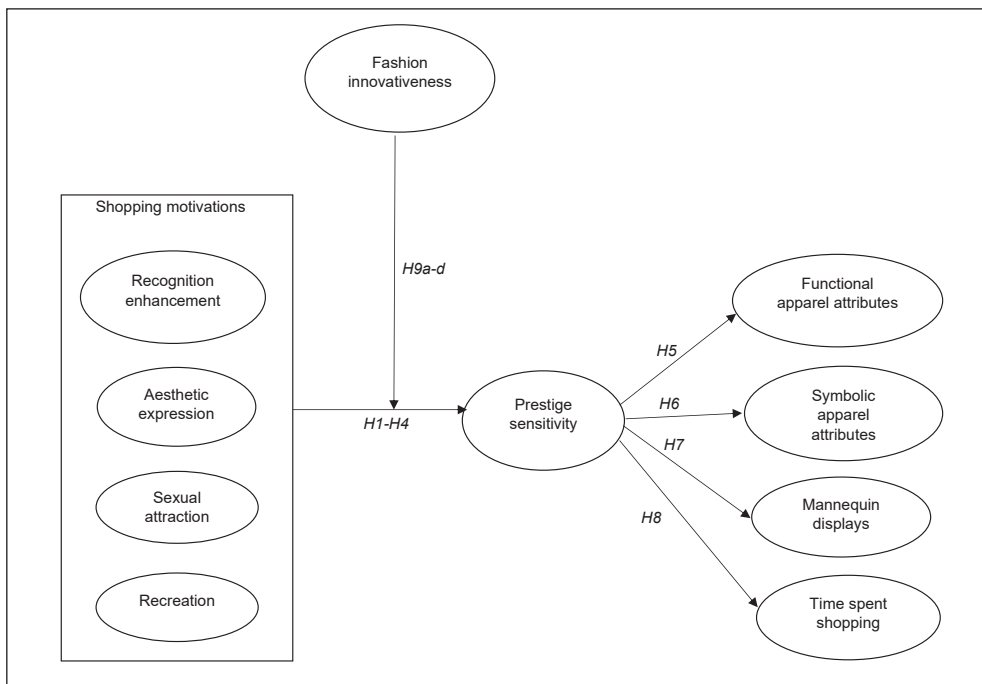 Fashion
innovativeness
Shopping motivations
H9a-d
Recognition
enhancement
Functional
apparel attributes
H5
Aesthetic
expression
H1-H4
Prestige
sensitivity
H6
Symbolic
apparel
attributes
H7
Sexual
attraction
Mannequin
displays
H8
Recreation
Time spent
shopping